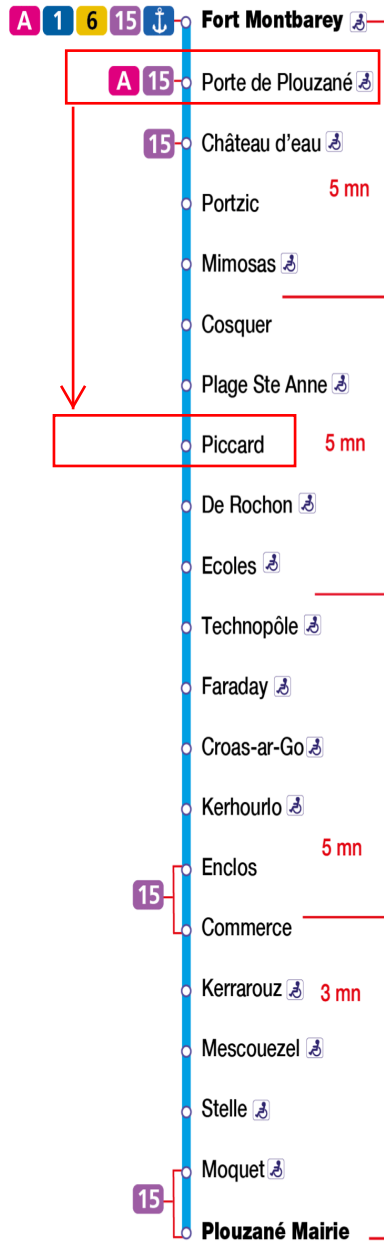 A 1 6 15 Fort Montbarey
A 15 Porte de Plouzané
15 Château d'eau
5 mn
Portzic
Mimosas
Cosquer
Plage Ste Anne
Piccard 5 mn
De Rochon
Ecoles
Technopôle
Faraday
Croas-ar-Go
Kerhourlo
5 mn
Enclos
15
Commerce
Kerrarouz 3 mn
Mescouezel
Stelle
Moquet
15
Plouzané Mairie